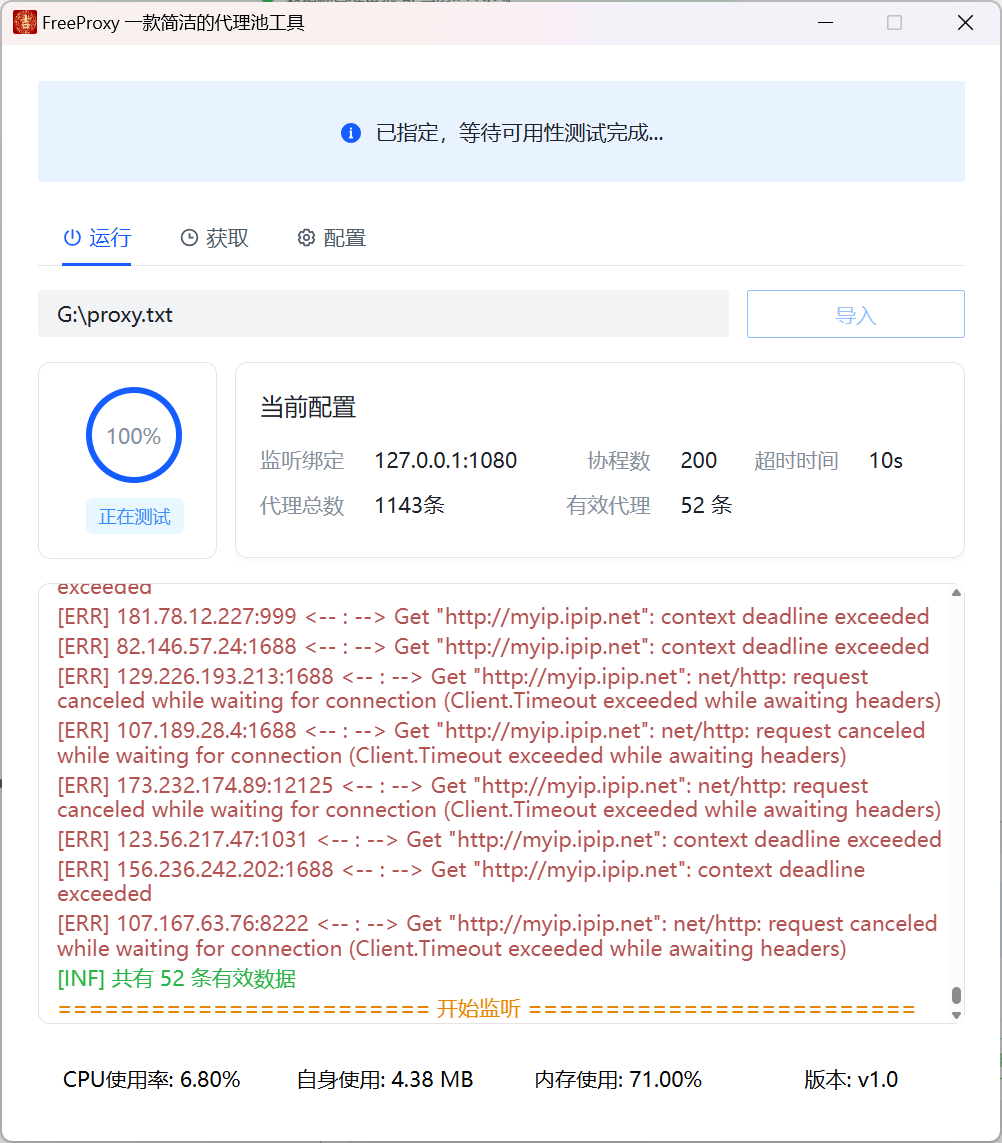 FreeProxy 一款简洁的代理池工具
已指定，等待可用性测试完成...
运行 获取 配置
G:\proxy.txt 导入
100%
正在测试
当前配置
监听绑定 127.0.0.1:1080 协程数 200 超时时间 10s
代理总数 1143条 有效代理 52 条
exceeded
[ERR] 181.78.12.227:999 <-- : --> Get "http://myip.ipip.net": context deadline exceeded
[ERR] 82.146.57.24:1688 <-- : --> Get "http://myip.ipip.net": context deadline exceeded
[ERR] 129.226.193.213:1688 <-- : --> Get "http://myip.ipip.net": net/http: request
canceled while waiting for connection (Client.Timeout exceeded while awaiting headers)
[ERR] 107.189.28.4:1688 <-- : --> Get "http://myip.ipip.net": net/http: request canceled
while waiting for connection (Client.Timeout exceeded while awaiting headers)
[ERR] 173.232.174.89:12125 <-- : --> Get "http://myip.ipip.net": net/http: request
canceled while waiting for connection (Client.Timeout exceeded while awaiting headers)
[ERR] 123.56.217.47:1031 <-- : --> Get "http://myip.ipip.net": context deadline exceeded
[ERR] 156.236.242.202:1688 <-- : --> Get "http://myip.ipip.net": context deadline
exceeded
[ERR] 107.167.63.76:8222 <-- : --> Get "http://myip.ipip.net": net/http: request canceled
while waiting for connection (Client.Timeout exceeded while awaiting headers)
[INF] 共有 52 条有效数据
======================== 开始监听 =========================
CPU使用率: 6.80% 自身使用: 4.38 MB 内存使用: 71.00% 版本: v1.0